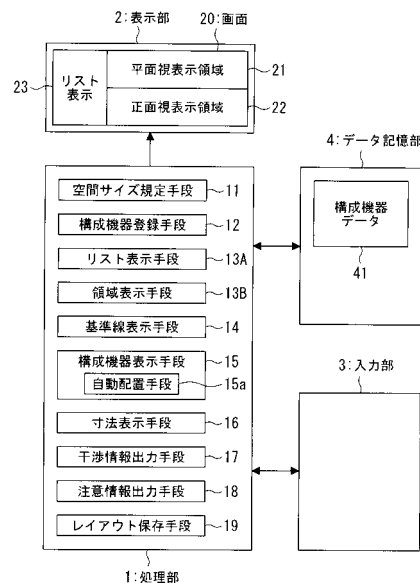 2:表示部
20:画面
リスト
表示
23
平面視表示領域
21
正面視表示領域
22
空間サイズ規定手段
11
構成機器登録手段
12
リスト表示手段
13A
領域表示手段
13B
基準線表示手段
14
構成機器表示手段
15
自動配置手段
15a
寸法表示手段
16
干渉情報出力手段
17
注意情報出力手段
18
レイアウト保存手段
19
1:処理部
4:データ記憶部
構成機器
データ
41
3:入力部